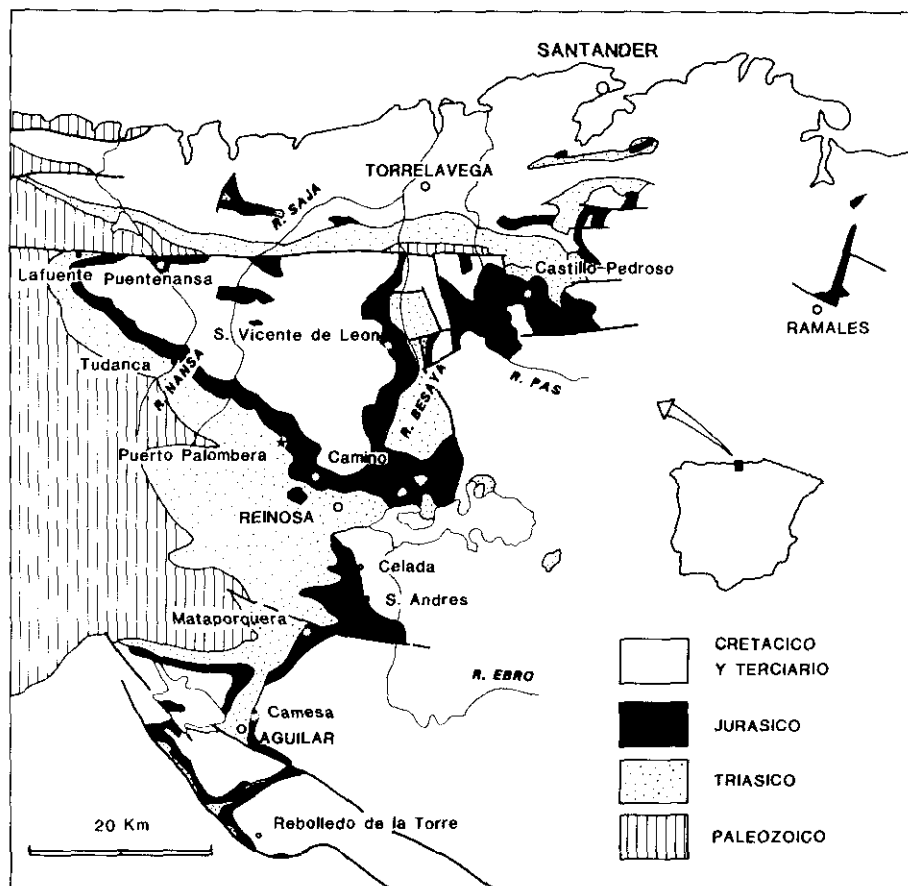 SANTANDER
TORRELAVEGA
R. SAJA
Lafuente
Puentenansa
Castillo-Pedroso
S. Vicente de Leon
RAMALES
Tudanca
R. NANSA
R. BESAYA
R. PAS
Puerto Palombera
Camino
REINOSA
Celada
S. Andres
Mataporquera
R. EBRO
Camesa
AGUILAR
Rebolledo de la Torre
20 Km
CRETACICO
Y TERCIARIO
JURASICO
TRIASICO
PALEOZOICO